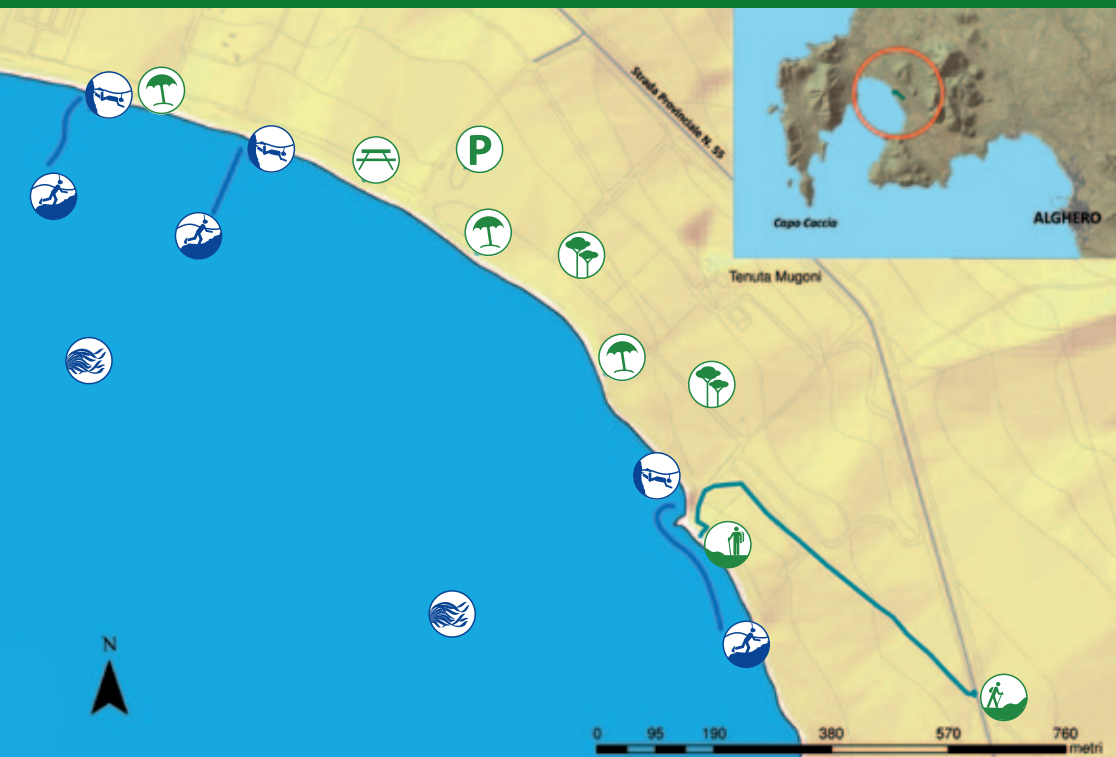 Strada Provinciale N. 55
P
Capo Caccia
ALGHERO
Tenuta Mugoni
N
0 95 190 380 570 760
metri